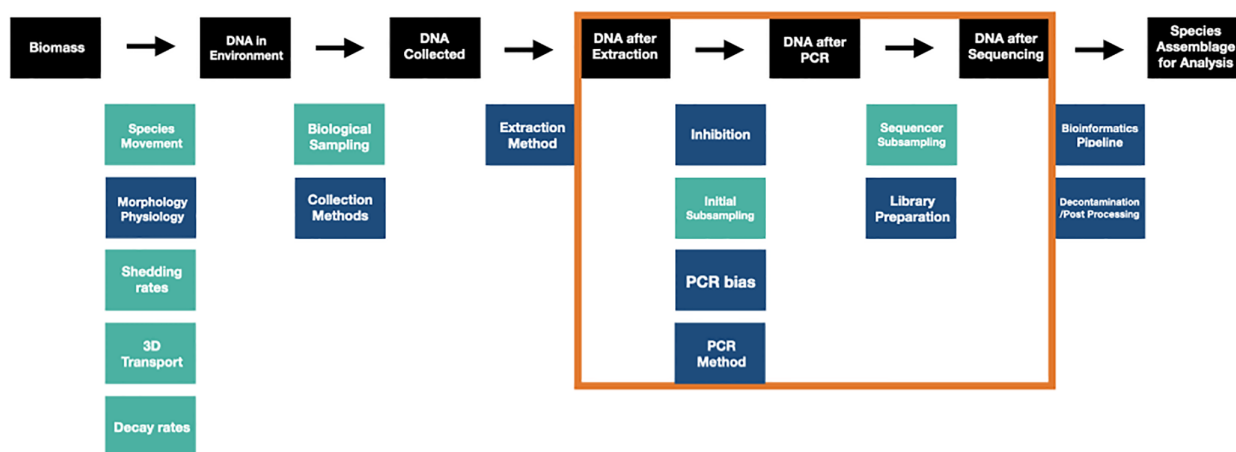 Biomass
DNA in
Environment
DNA
Collected
DNA after
Extraction
DNA after
PCR
DNA after
Sequencing
Species
Assemblage
for Analysis
Species
Movement
Morphology
Physiology
Shedding
rates
3D
Transport
Decay rates
Biological
Sampling
Collection
Methods
Extraction
Method
Inhibition
Initial
Subsampling
PCR bias
PCR
Method
Sequencer
Subsampling
Library
Preparation
Bioinformatics
Pipeline
Decontamination
/Post Processing